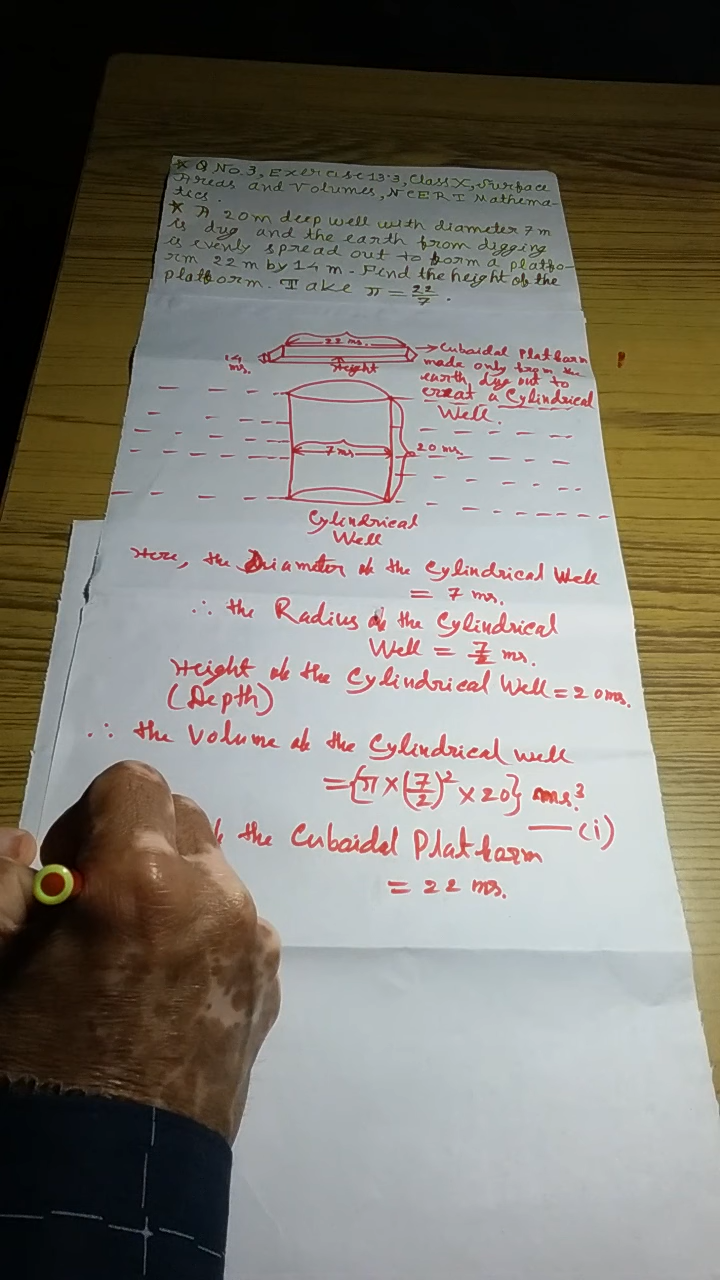 * Q No.3, Exercise 13.3, Class X, Surface
Areas and Volumes, NCERT Mathema-
tics.
* A 20m deep well with diameter 7 m
is dug and the earth from digging
is evenly spread out to form a platfo-
rm 22 m by 14 m. Find the height of the
platform. Take π = 22/7.
22 ms.
14
ms.
Height
→ Cuboidal Platform
made only from the
earth dug out to
creat a Cylindrical
Well.
7 ms
20 ms.
Cylindrical
Well
Here, the Diameter of the Cylindrical Well
= 7 ms.
∴ the Radius of the Cylindrical
Well = 7/2 ms.
Height of the Cylindrical Well = 20 ms.
(Depth)
∴ the Volume of the Cylindrical well
= {π × (7/2)² × 20} ms.³
— (i)
the Cuboidal Platform
= 22 ms.